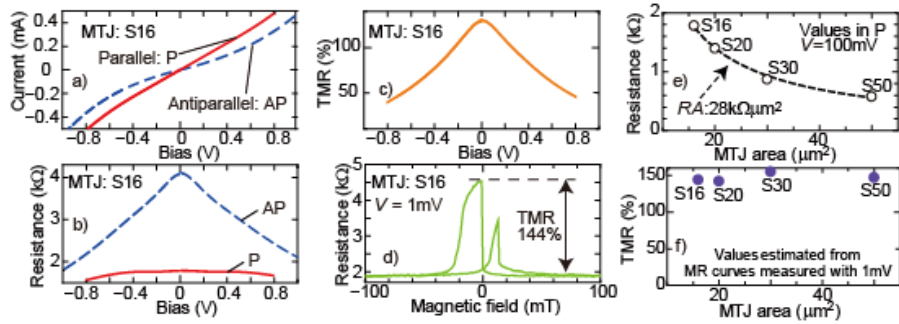 MTJ: S16
Parallel: P
Antiparallel: AP
a)
Current (mA)
0.4
0.2
0
−0.2
−0.4
−0.8
−0.4
0
0.4
0.8
Bias (V)
MTJ: S16
c)
TMR (%)
100
50
−0.8
−0.4
0
0.4
0.8
Bias (V)
S16
S20
S30
S50
Values in P
V=100mV
e)
RA:28kΩμm²
Resistance (kΩ)
2
1
0
20
40
MTJ area (μm²)
MTJ: S16
b)
AP
P
Resistance (kΩ)
4
3
2
−0.8
−0.4
0
0.4
0.8
Bias (V)
MTJ: S16
V = 1mV
TMR
144%
d)
Resistance (kΩ)
5
4
3
2
−100
−50
0
50
100
Magnetic field (mT)
S16
S20
S30
S50
f)
Values estimated from
MR curves measured with 1mV
TMR (%)
150
100
50
0
20
40
MTJ area (μm²)